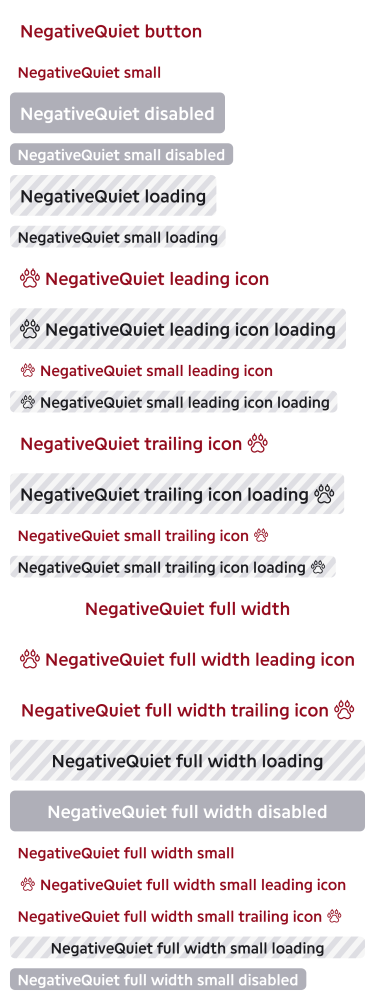 NegativeQuiet button
NegativeQuiet small
NegativeQuiet disabled
NegativeQuiet small disabled
NegativeQuiet loading
NegativeQuiet small loading
NegativeQuiet leading icon
NegativeQuiet leading icon loading
NegativeQuiet small leading icon
NegativeQuiet small leading icon loading
NegativeQuiet trailing icon
NegativeQuiet trailing icon loading
NegativeQuiet small trailing icon
NegativeQuiet small trailing icon loading
NegativeQuiet full width
NegativeQuiet full width leading icon
NegativeQuiet full width trailing icon
NegativeQuiet full width loading
NegativeQuiet full width disabled
NegativeQuiet full width small
NegativeQuiet full width small leading icon
NegativeQuiet full width small trailing icon
NegativeQuiet full width small loading
NegativeQuiet full width small disabled